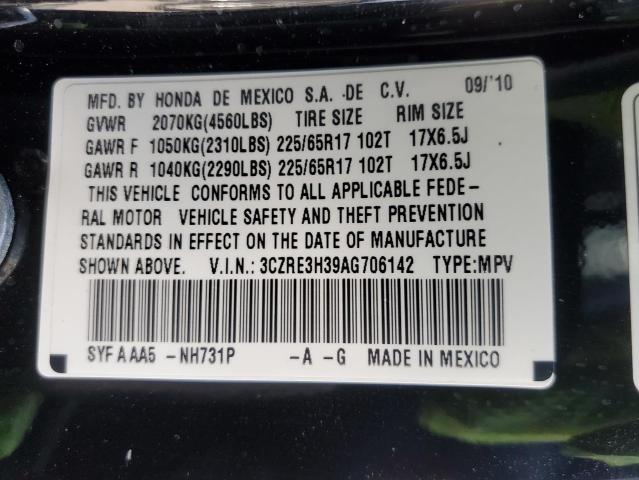 MFD. BY HONDA DE MEXICO S.A. DE C.V. 09/'10
GVWR 2070KG(4560LBS) TIRE SIZE RIM SIZE
GAWR F 1050KG(2310LBS) 225/65R17 102T 17X6.5J
GAWR R 1040KG(2290LBS) 225/65R17 102T 17X6.5J
THIS VEHICLE CONFORMS TO ALL APPLICABLE FEDE-
RAL MOTOR VEHICLE SAFETY AND THEFT PREVENTION
STANDARDS IN EFFECT ON THE DATE OF MANUFACTURE
SHOWN ABOVE. V.I.N.: 3CZRE3H39AG706142 TYPE:MPV
SYF A AA5 -NH731P -A -G MADE IN MEXICO